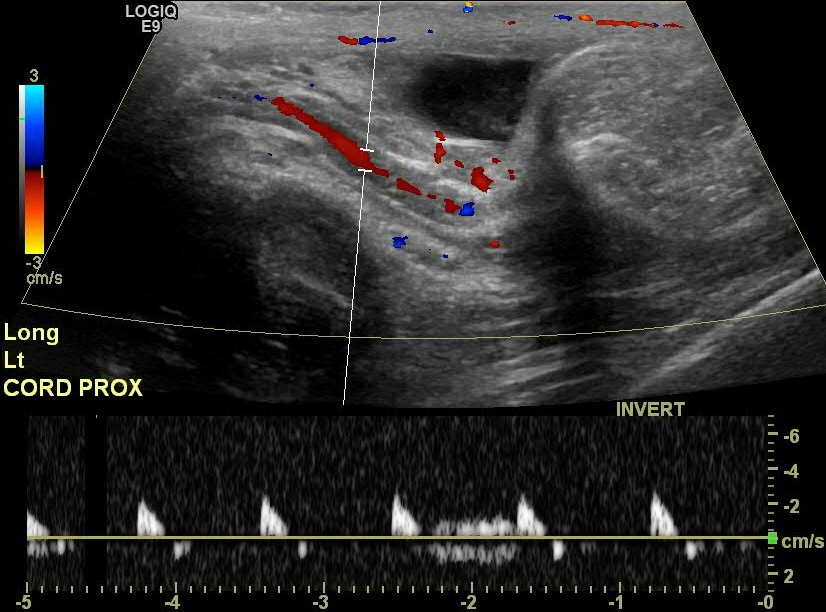 LOGIQ
E9
3
-3
cm/s
Long
Lt
CORD PROX
INVERT
-6
-4
-2
cm/s
2
-5 -4 -3 -2 -1 -0